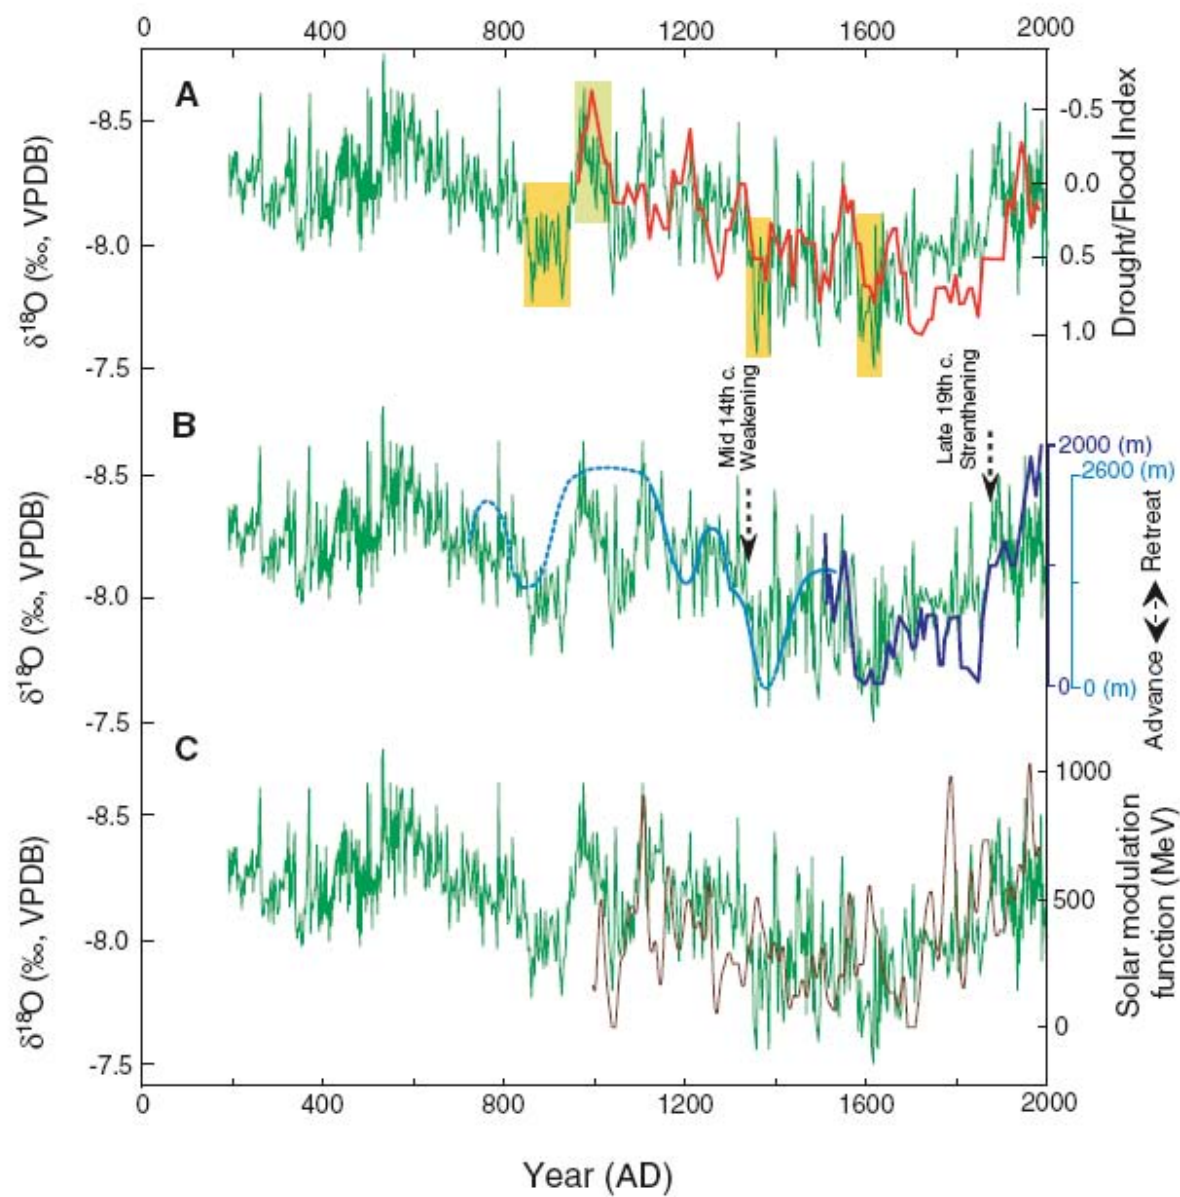 0 400 800 1200 1600 2000
A
-8.5
-8.0
-7.5
δ18O (‰, VPDB)
-0.5
0.0
0.5
1.0
Drought/Flood Index
Mid 14th c.
Weakening
Late 19th c.
Strenthening
B
-8.5
-8.0
-7.5
δ18O (‰, VPDB)
2000 (m)
2600 (m)
0
0 (m)
Advance <--> Retreat
C
-8.5
-8.0
-7.5
δ18O (‰, VPDB)
1000
500
0
Solar modulation
function (MeV)
0 400 800 1200 1600 2000
Year (AD)